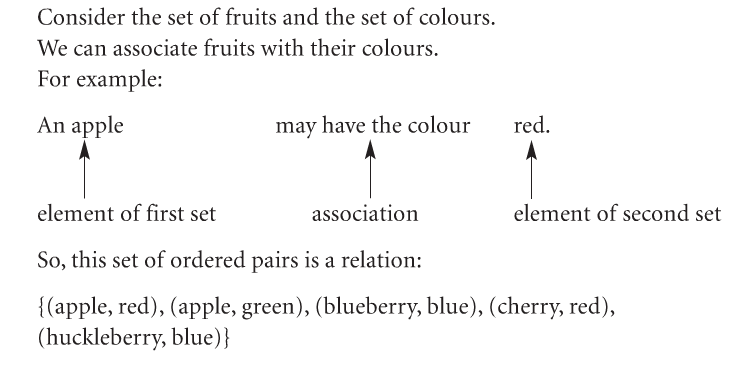 Consider the set of fruits and the set of colours.
We can associate fruits with their colours.
For example:
An apple may have the colour red.
element of first set association element of second set
So, this set of ordered pairs is a relation:
{(apple, red), (apple, green), (blueberry, blue), (cherry, red),
(huckleberry, blue)}